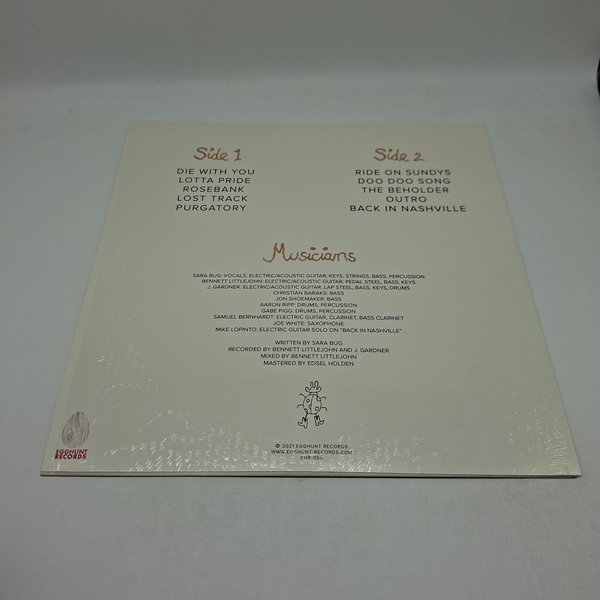 Side 1
DIE WITH YOU
LOTTA PRIDE
ROSEBANK
LOST TRACK
PURGATORY
Side 2
RIDE ON SUNDYS
DOO DOO SONG
THE BEHOLDER
OUTRO
BACK IN NASHVILLE
Musicians
SARA BUG: VOCALS, ELECTRIC/ACOUSTIC GUITAR, KEYS, STRINGS, BASS, PERCUSSION
BENNETT LITTLEJOHN: ELECTRIC/ACOUSTIC GUITAR, PEDAL STEEL, BASS, KEYS
J. GARDNER: ELECTRIC/ACOUSTIC GUITAR, LAP STEEL, BASS, KEYS, DRUMS
CHRISTIAN BARAKS: BASS
JON SHOEMAKER: BASS
AARON RIPP: DRUMS, PERCUSSION
GABE PIGG: DRUMS, PERCUSSION
SAMUEL BERNHARDT: ELECTRIC GUITAR, CLARINET, BASS CLARINET
JOE WHITE: SAXOPHONE
MIKE LOPINTO: ELECTRIC GUITAR SOLO ON "BACK IN NASHVILLE"
WRITTEN BY SARA BUG
RECORDED BY BENNETT LITTLEJOHN AND J. GARDNER
MIXED BY BENNETT LITTLEJOHN
MASTERED BY EDSEL HOLDEN
EGGHUNT
RECORDS
© 2021 EGGHUNT RECORDS
WWW.EGGHUNTRECORDS.COM
EHR-050